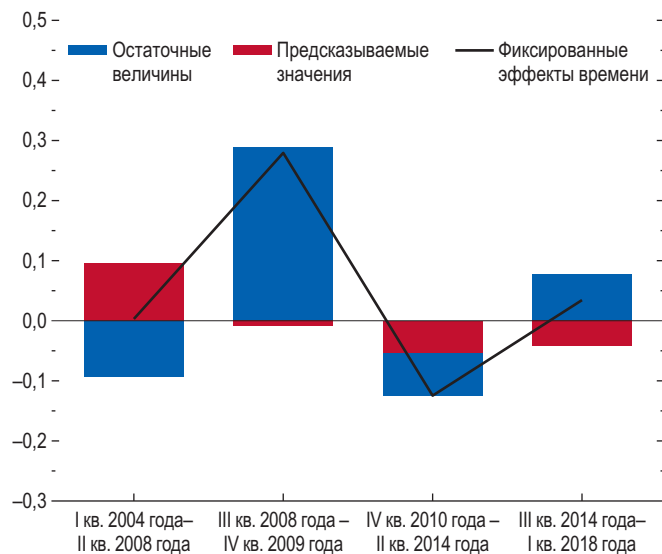 0,5
Остаточные величины
Предсказываемые значения
Фиксированные эффекты времени
0,4
0,3
0,2
0,1
0,0
–0,1
–0,2
–0,3
I кв. 2004 года–
II кв. 2008 года
III кв. 2008 года –
IV кв. 2009 года
IV кв. 2010 года –
II кв. 2014 года
III кв. 2014 года–
I кв. 2018 года